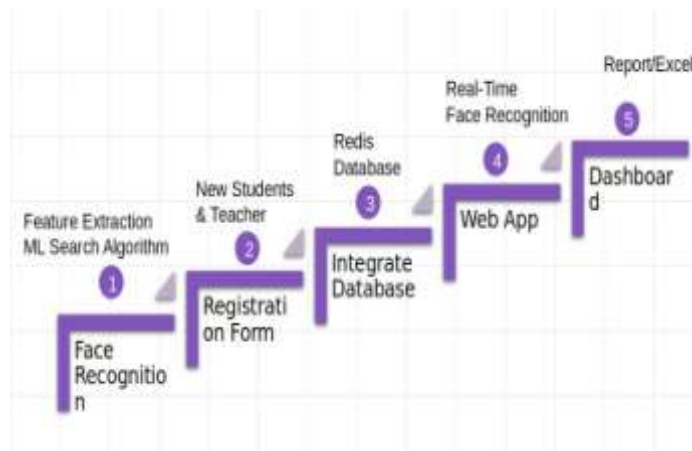 Feature Extraction
ML Search Algorithm
1
Face
Recognitio
n
New Students
& Teacher
2
Registrati
on Form
Redis
Database
3
Integrate
Database
Real-Time
Face Recognition
4
Web App
Report/Excel
5
Dashboar
d